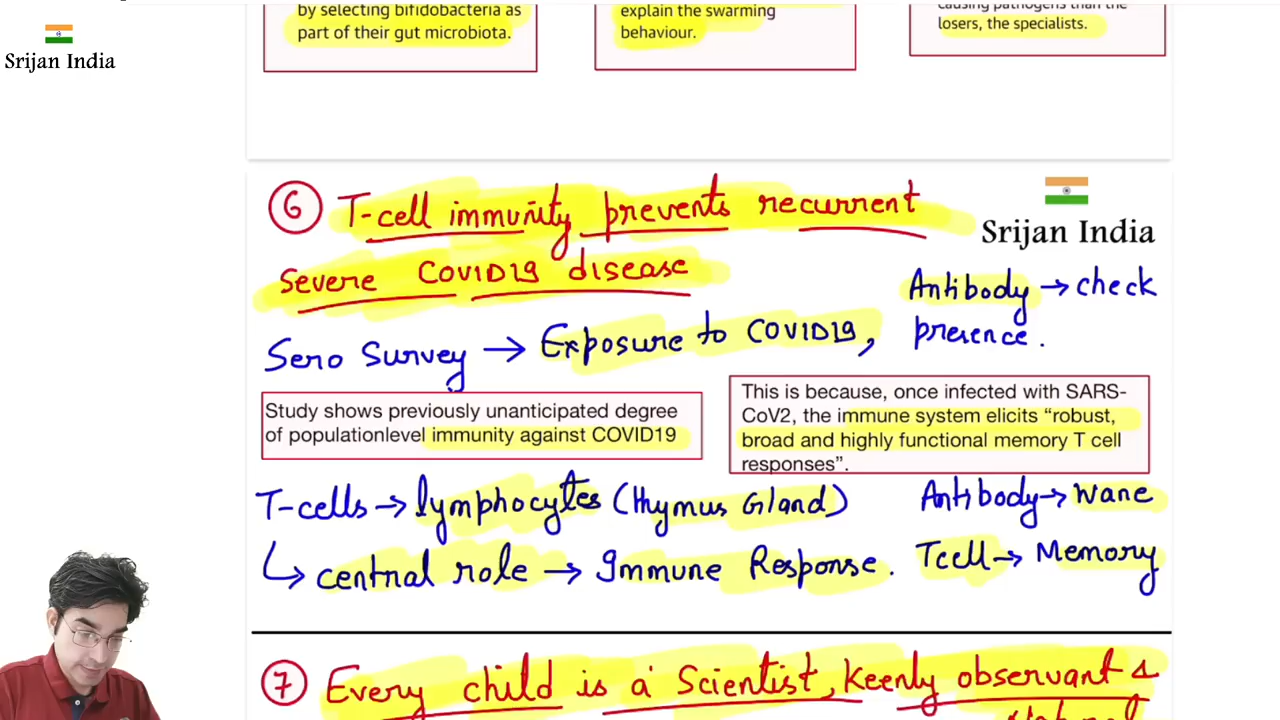 Srijan India
by selecting bifidobacteria as
part of their gut microbiota.
explain the swarming
behaviour.
causing pathogens than the
losers, the specialists.
6 T-cell immunity prevents recurrent
Severe COVID19 disease
Srijan India
Sero Survey → Exposure to COVID19,
Antibody → check
presence.
Study shows previously unanticipated degree
of populationlevel immunity against COVID19
This is because, once infected with SARS-
CoV2, the immune system elicits “robust,
broad and highly functional memory T cell
responses”.
T-cells → lymphocytes (Thymus Gland)
↳ central role → Immune Response.
Antibody → wane
Tcell → Memory
7 Every child is a Scientist, keenly observant &